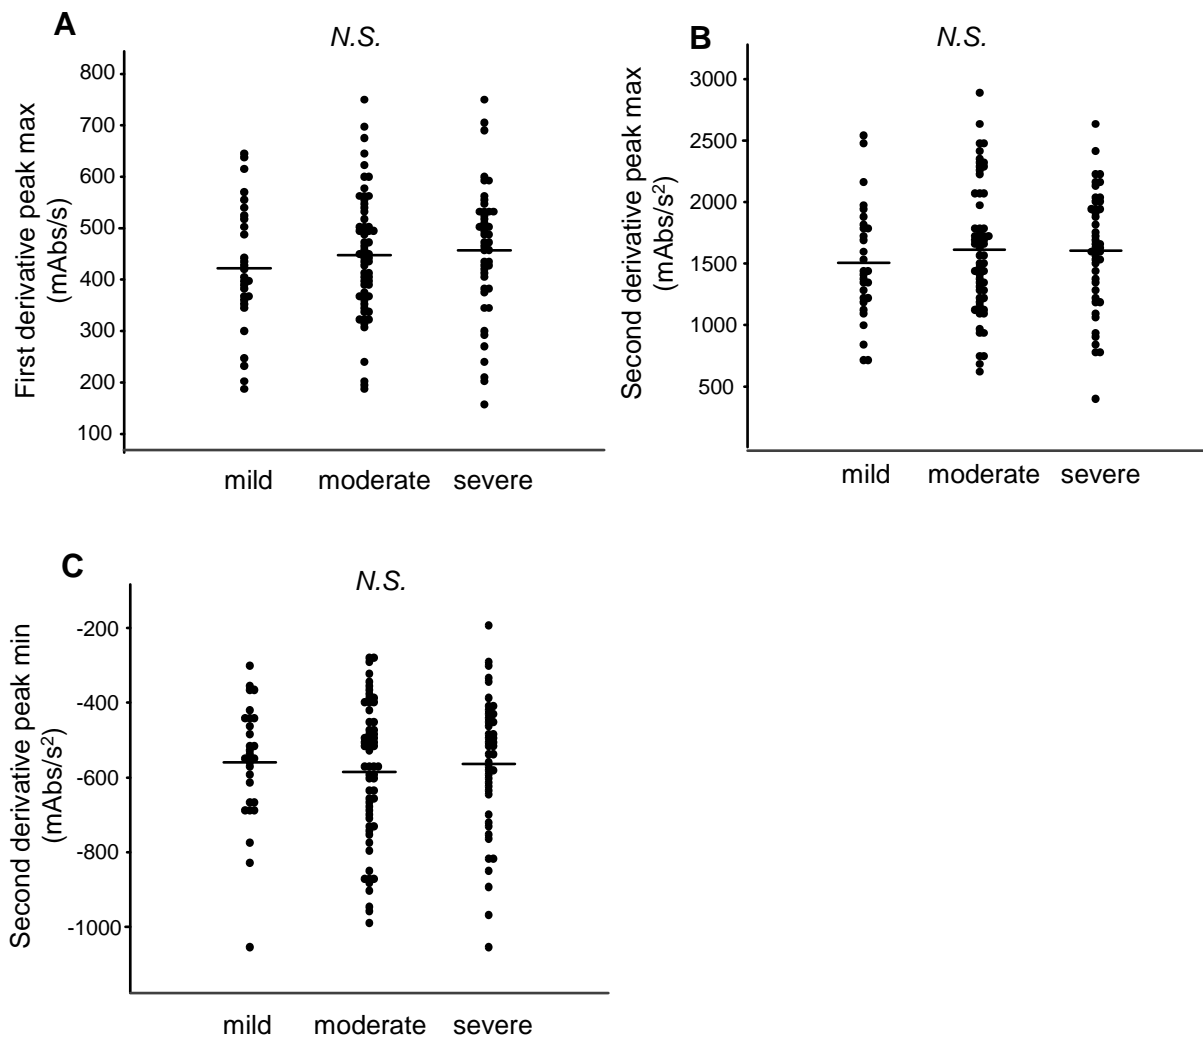 A
N.S.
First derivative peak max
(mAbs/s)
800
700
600
500
400
300
200
100
mild moderate severe
B
N.S.
Second derivative peak max
(mAbs/s²)
3000
2500
2000
1500
1000
500
mild moderate severe
C
N.S.
Second derivative peak min
(mAbs/s²)
-200
-400
-600
-800
-1000
mild moderate severe